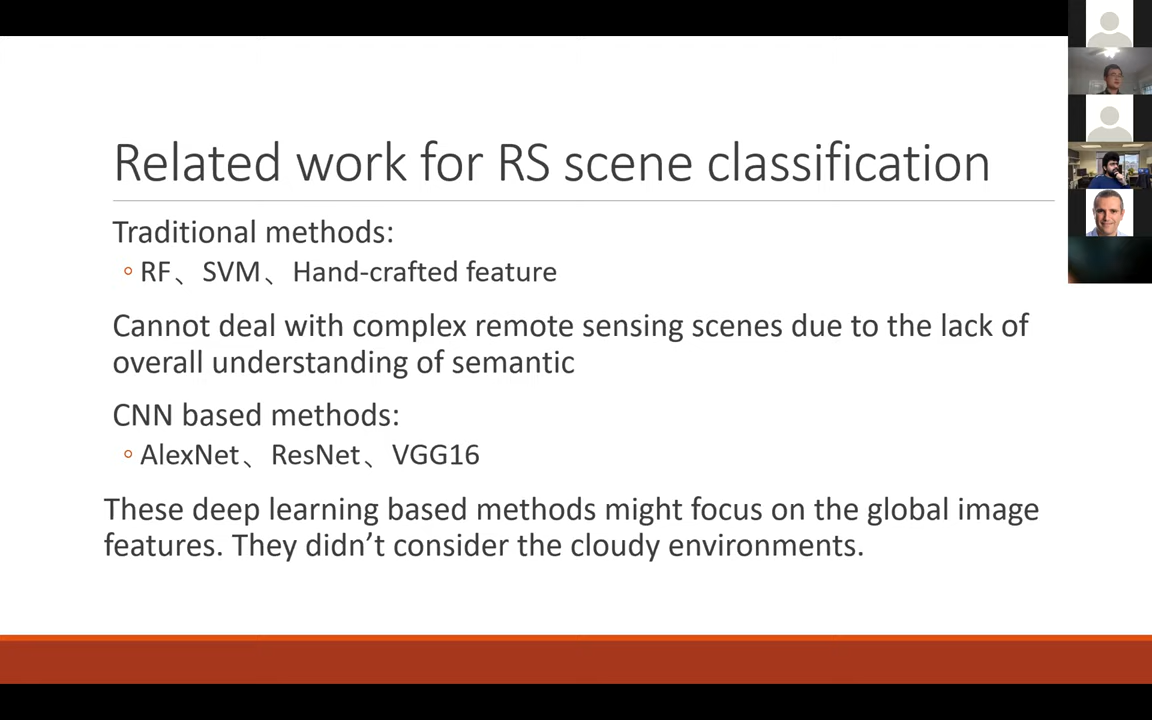 Related work for RS scene classification
Traditional methods:
◦ RF、SVM、Hand-crafted feature
Cannot deal with complex remote sensing scenes due to the lack of
overall understanding of semantic
CNN based methods:
◦ AlexNet、ResNet、VGG16
These deep learning based methods might focus on the global image
features. They didn’t consider the cloudy environments.